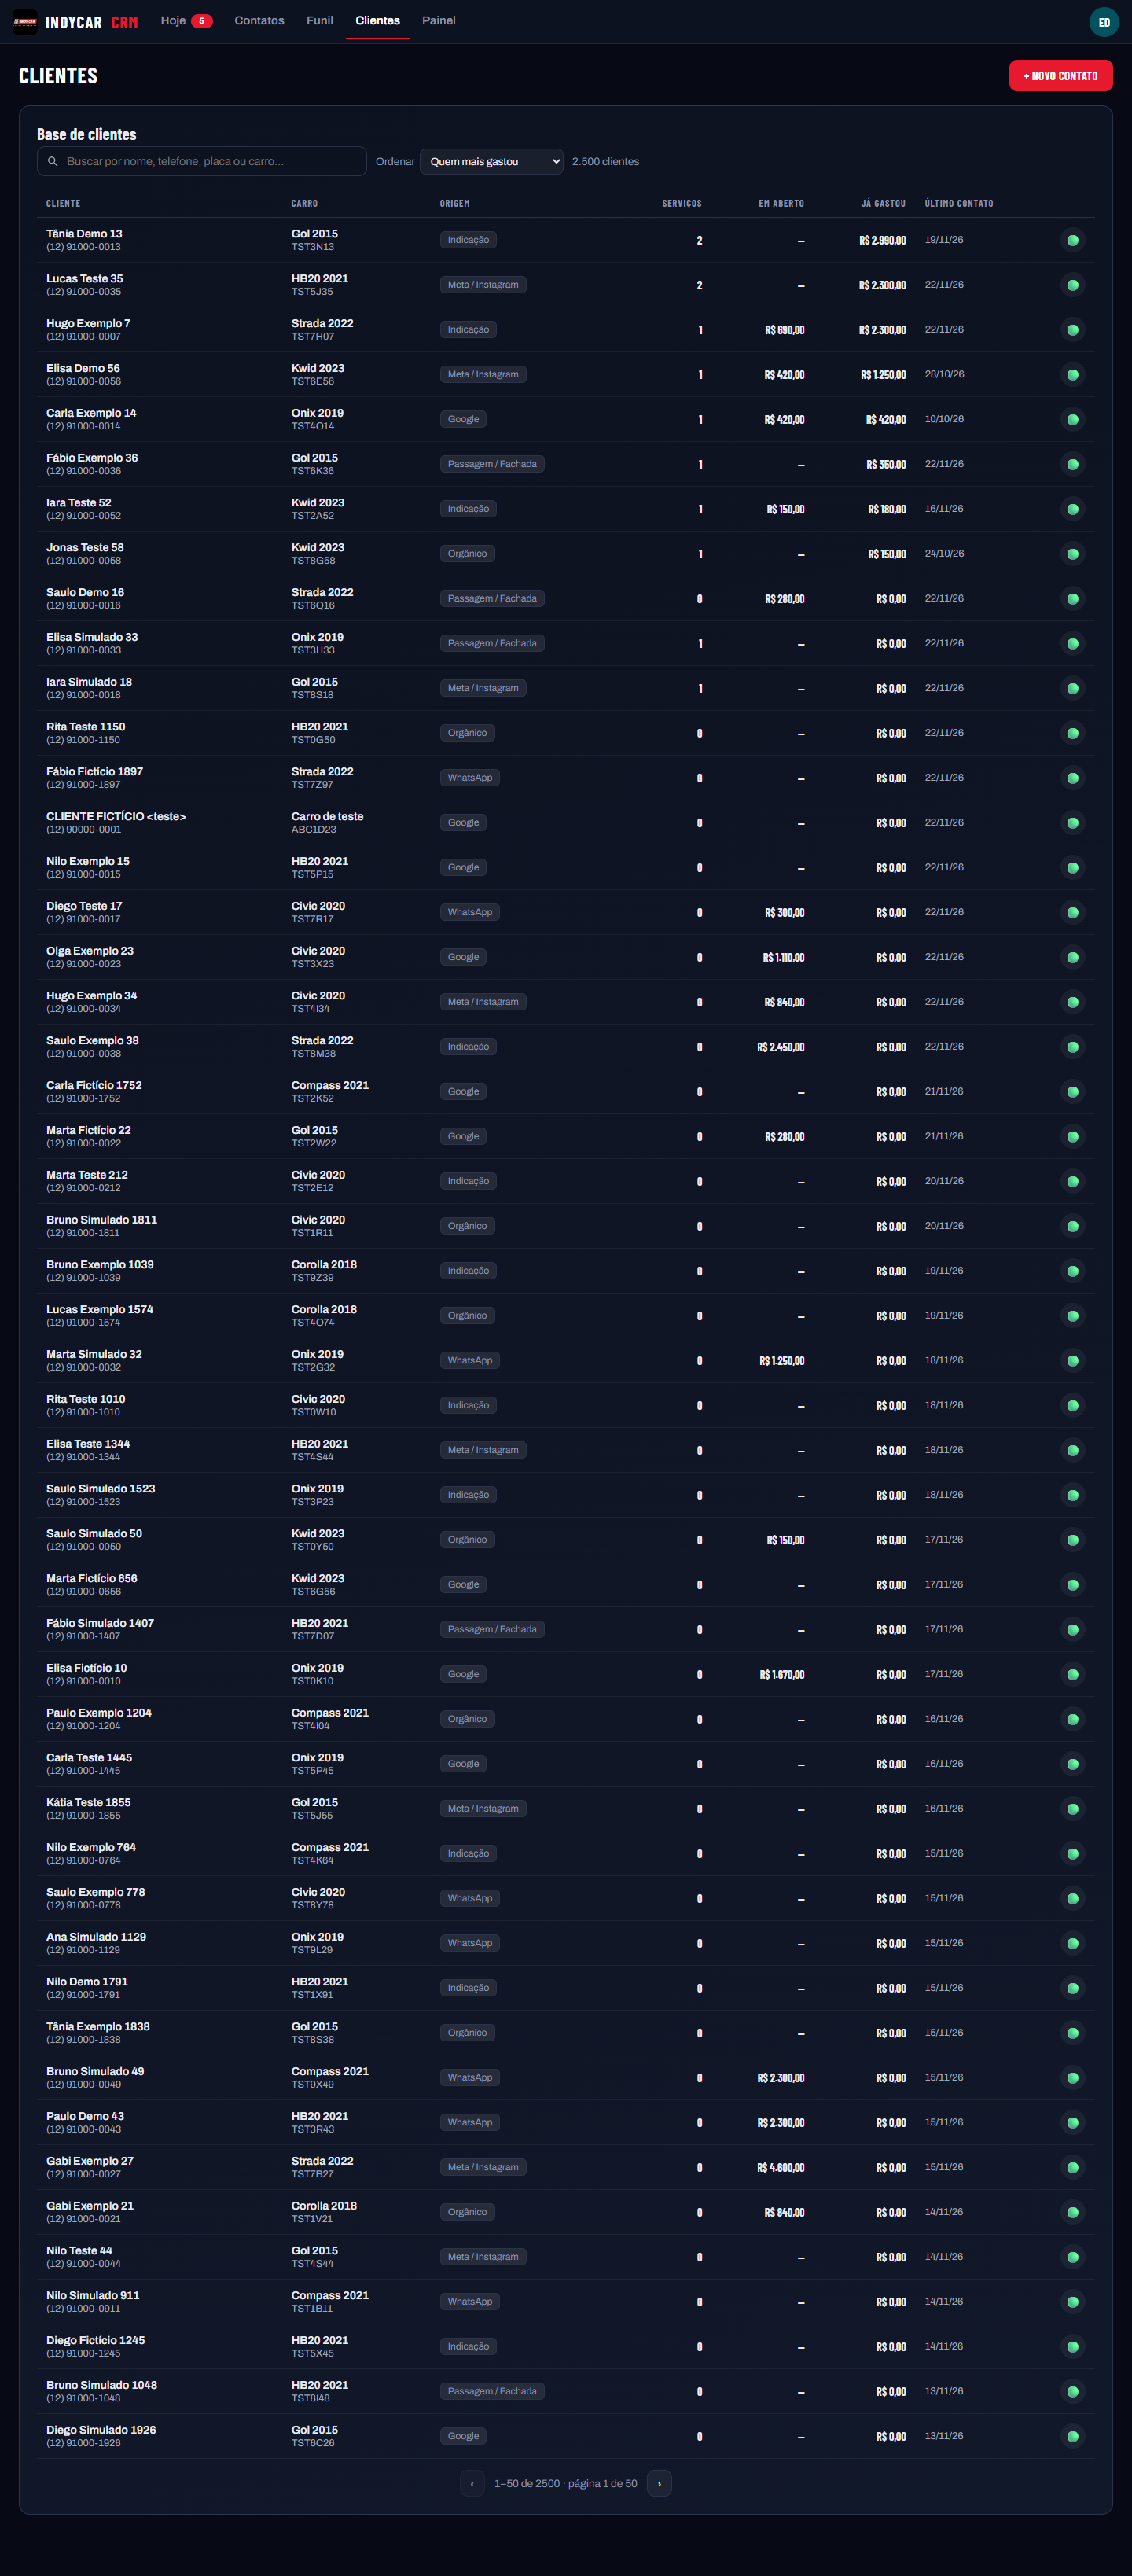 INDYCAR CRM Hoje 5 Contatos Funil Clientes Painel ED
CLIENTES + NOVO CONTATO
Base de clientes
Buscar por nome, telefone, placa ou carro... Ordenar Quem mais gastou 2.500 clientes
CLIENTE CARRO ORIGEM SERVIÇOS EM ABERTO JÁ GASTOU ÚLTIMO CONTATO
Tânia Demo 13 Gol 2015 Indicação 2 – R$ 2.990,00 19/11/26
(12) 91000-0013 TST3N13
Lucas Teste 35 HB20 2021 Meta / Instagram 2 – R$ 2.300,00 22/11/26
(12) 91000-0035 TST5J35
Hugo Exemplo 7 Strada 2022 Indicação 1 R$ 690,00 R$ 2.300,00 22/11/26
(12) 91000-0007 TST7H07
Elisa Demo 56 Kwid 2023 Meta / Instagram 1 R$ 420,00 R$ 1.250,00 28/10/26
(12) 91000-0056 TST6E56
Carla Exemplo 14 Onix 2019 Google 1 R$ 420,00 R$ 420,00 10/10/26
(12) 91000-0014 TST4O14
Fábio Exemplo 36 Gol 2015 Passagem / Fachada 1 – R$ 350,00 22/11/26
(12) 91000-0036 TST6K36
Iara Teste 52 Kwid 2023 Indicação 1 R$ 150,00 R$ 180,00 16/11/26
(12) 91000-0052 TST2A52
Jonas Teste 58 Kwid 2023 Orgânico 1 – R$ 150,00 24/10/26
(12) 91000-0058 TST8G58
Saulo Demo 16 Strada 2022 Passagem / Fachada 0 R$ 280,00 R$ 0,00 22/11/26
(12) 91000-0016 TST6Q16
Elisa Simulado 33 Onix 2019 Passagem / Fachada 1 – R$ 0,00 22/11/26
(12) 91000-0033 TST3H33
Iara Simulado 18 Gol 2015 Meta / Instagram 1 – R$ 0,00 22/11/26
(12) 91000-0018 TST8S18
Rita Teste 1150 HB20 2021 Orgânico 0 – R$ 0,00 22/11/26
(12) 91000-1150 TST0G50
Fábio Fictício 1897 Strada 2022 WhatsApp 0 – R$ 0,00 22/11/26
(12) 91000-1897 TST7Z97
CLIENTE FICTÍCIO <teste> Carro de teste Google 0 – R$ 0,00 22/11/26
(12) 90000-0001 ABC1D23
Nilo Exemplo 15 HB20 2021 Google 0 – R$ 0,00 22/11/26
(12) 91000-0015 TST5P15
Diego Teste 17 Civic 2020 WhatsApp 0 R$ 300,00 R$ 0,00 22/11/26
(12) 91000-0017 TST7R17
Olga Exemplo 23 Civic 2020 Google 0 R$ 1.110,00 R$ 0,00 22/11/26
(12) 91000-0023 TST3X23
Hugo Exemplo 34 Civic 2020 Meta / Instagram 0 R$ 840,00 R$ 0,00 22/11/26
(12) 91000-0034 TST4I34
Saulo Exemplo 38 Strada 2022 Indicação 0 R$ 2.450,00 R$ 0,00 22/11/26
(12) 91000-0038 TST8M38
Carla Fictício 1752 Compass 2021 Google 0 – R$ 0,00 21/11/26
(12) 91000-1752 TST2K52
Marta Fictício 22 Gol 2015 Google 0 R$ 280,00 R$ 0,00 21/11/26
(12) 91000-0022 TST2W22
Marta Teste 212 Civic 2020 Indicação 0 – R$ 0,00 20/11/26
(12) 91000-0212 TST2E12
Bruno Simulado 1811 Civic 2020 Orgânico 0 – R$ 0,00 20/11/26
(12) 91000-1811 TST1R11
Bruno Exemplo 1039 Corolla 2018 Indicação 0 – R$ 0,00 19/11/26
(12) 91000-1039 TST9Z39
Lucas Exemplo 1574 Corolla 2018 Orgânico 0 – R$ 0,00 19/11/26
(12) 91000-1574 TST4O74
Marta Simulado 32 Onix 2019 WhatsApp 0 R$ 1.250,00 R$ 0,00 18/11/26
(12) 91000-0032 TST2G32
Rita Teste 1010 Civic 2020 Indicação 0 – R$ 0,00 18/11/26
(12) 91000-1010 TST0W10
Elisa Teste 1344 HB20 2021 Meta / Instagram 0 – R$ 0,00 18/11/26
(12) 91000-1344 TST4S44
Saulo Simulado 1523 Onix 2019 Indicação 0 – R$ 0,00 18/11/26
(12) 91000-1523 TST3P23
Saulo Simulado 50 Kwid 2023 Orgânico 0 R$ 150,00 R$ 0,00 17/11/26
(12) 91000-0050 TST0Y50
Marta Fictício 656 Kwid 2023 Google 0 – R$ 0,00 17/11/26
(12) 91000-0656 TST6G56
Fábio Simulado 1407 HB20 2021 Passagem / Fachada 0 – R$ 0,00 17/11/26
(12) 91000-1407 TST7D07
Elisa Fictício 10 Onix 2019 Google 0 R$ 1.670,00 R$ 0,00 17/11/26
(12) 91000-0010 TST0K10
Paulo Exemplo 1204 Compass 2021 Orgânico 0 – R$ 0,00 16/11/26
(12) 91000-1204 TST4I04
Carla Teste 1445 Onix 2019 Google 0 – R$ 0,00 16/11/26
(12) 91000-1445 TST5P45
Kátia Teste 1855 Gol 2015 Meta / Instagram 0 – R$ 0,00 16/11/26
(12) 91000-1855 TST5J55
Nilo Exemplo 764 Compass 2021 Indicação 0 – R$ 0,00 15/11/26
(12) 91000-0764 TST4K64
Saulo Exemplo 778 Civic 2020 WhatsApp 0 – R$ 0,00 15/11/26
(12) 91000-0778 TST8Y78
Ana Simulado 1129 Onix 2019 WhatsApp 0 – R$ 0,00 15/11/26
(12) 91000-1129 TST9L29
Nilo Demo 1791 HB20 2021 Indicação 0 – R$ 0,00 15/11/26
(12) 91000-1791 TST1X91
Tânia Exemplo 1838 Gol 2015 Orgânico 0 – R$ 0,00 15/11/26
(12) 91000-1838 TST8S38
Bruno Simulado 49 Compass 2021 WhatsApp 0 R$ 2.300,00 R$ 0,00 15/11/26
(12) 91000-0049 TST9X49
Paulo Demo 43 HB20 2021 WhatsApp 0 R$ 2.300,00 R$ 0,00 15/11/26
(12) 91000-0043 TST3R43
Gabi Exemplo 27 Strada 2022 Meta / Instagram 0 R$ 4.600,00 R$ 0,00 15/11/26
(12) 91000-0027 TST7B27
Gabi Exemplo 21 Corolla 2018 Orgânico 0 R$ 840,00 R$ 0,00 14/11/26
(12) 91000-0021 TST1V21
Nilo Teste 44 Gol 2015 Meta / Instagram 0 – R$ 0,00 14/11/26
(12) 91000-0044 TST4S44
Nilo Simulado 911 Compass 2021 WhatsApp 0 – R$ 0,00 14/11/26
(12) 91000-0911 TST1B11
Diego Fictício 1245 HB20 2021 Indicação 0 – R$ 0,00 14/11/26
(12) 91000-1245 TST5X45
Bruno Simulado 1048 HB20 2021 Passagem / Fachada 0 – R$ 0,00 13/11/26
(12) 91000-1048 TST8I48
Diego Simulado 1926 Gol 2015 Google 0 – R$ 0,00 13/11/26
(12) 91000-1926 TST6C26
‹ 1–50 de 2500 · página 1 de 50 ›